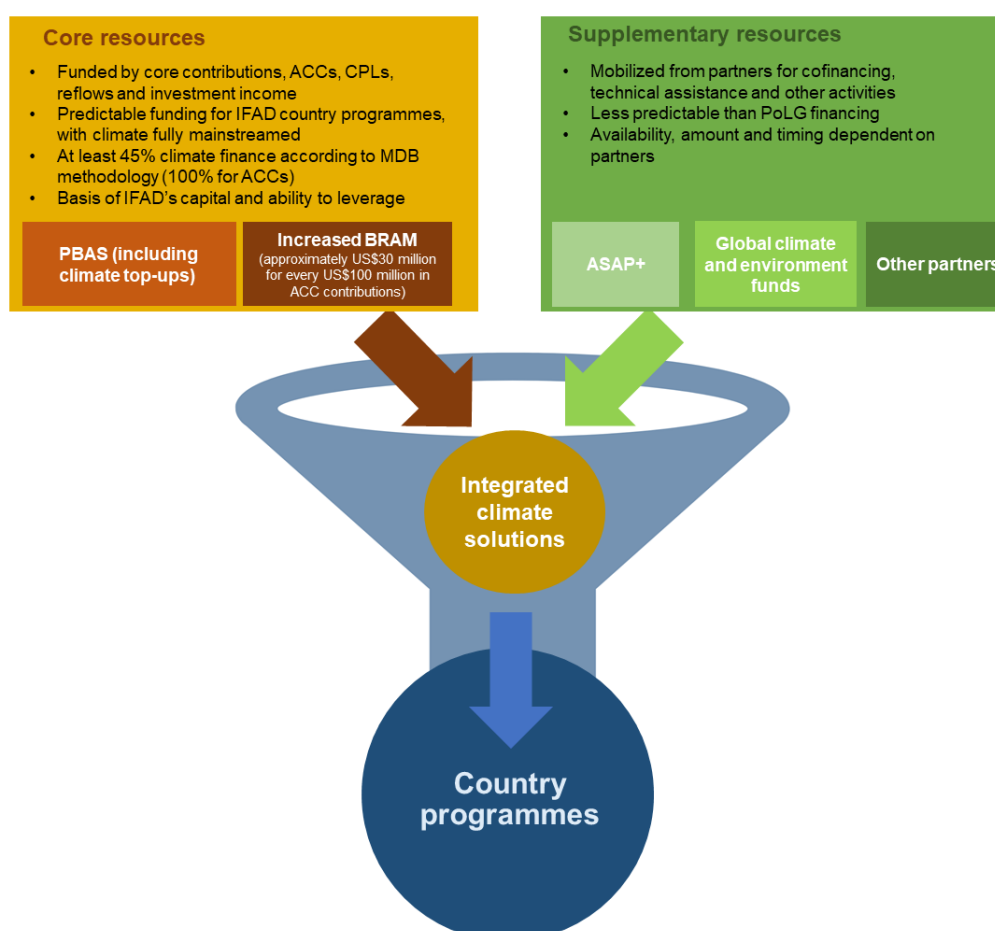 Core resources
• Funded by core contributions, ACCs, CPLs,
reflows and investment income
• Predictable funding for IFAD country programmes,
with climate fully mainstreamed
• At least 45% climate finance according to MDB
methodology (100% for ACCs)
• Basis of IFAD's capital and ability to leverage
PBAS (including
climate top-ups)
Increased BRAM
(approximately US$30 million
for every US$100 million in
ACC contributions)
Supplementary resources
• Mobilized from partners for cofinancing,
technical assistance and other activities
• Less predictable than PoLG financing
• Availability, amount and timing dependent on
partners
ASAP+
Global climate
and environment
funds
Other partners
Integrated
climate
solutions
Country
programmes